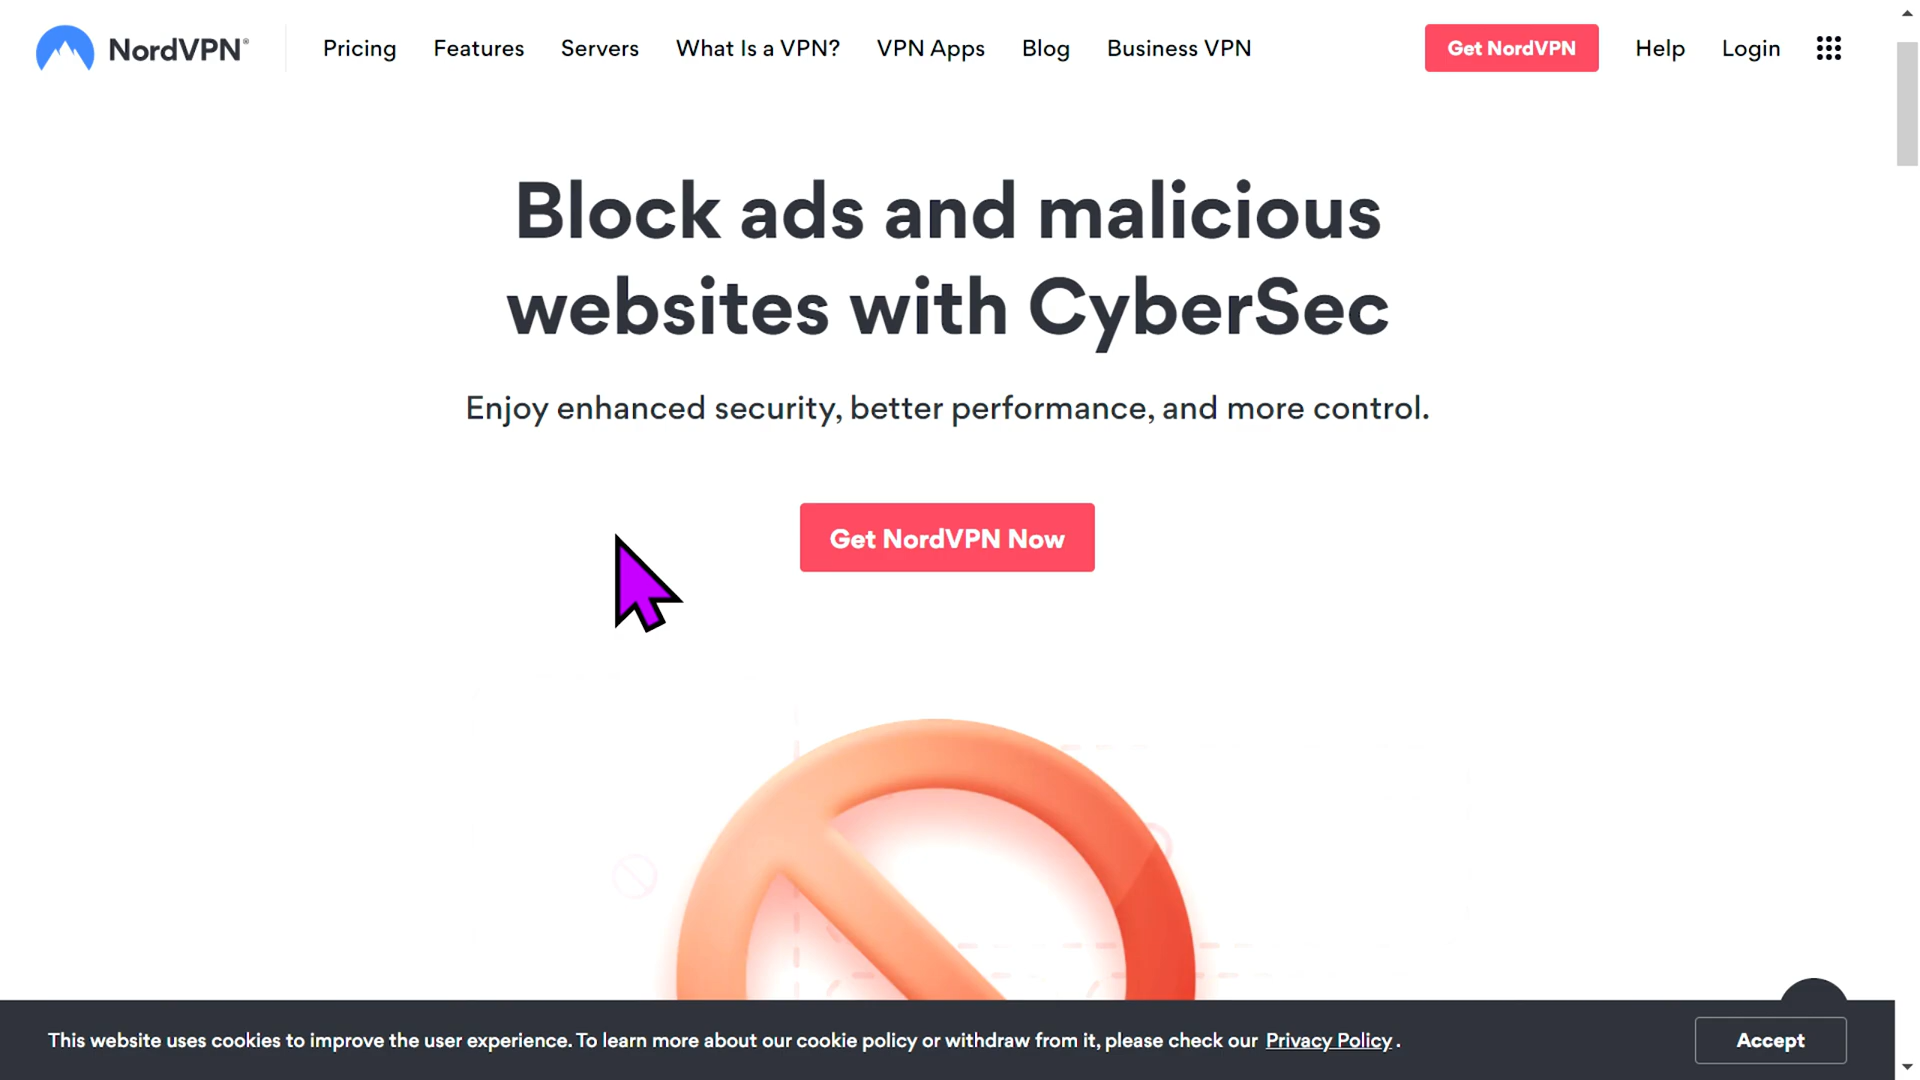 NordVPN®
Pricing Features Servers What Is a VPN? VPN Apps Blog Business VPN Get NordVPN Help Login
Block ads and malicious
websites with CyberSec
Enjoy enhanced security, better performance, and more control.
Get NordVPN Now
This website uses cookies to improve the user experience. To learn more about our cookie policy or withdraw from it, please check our Privacy Policy.
Accept